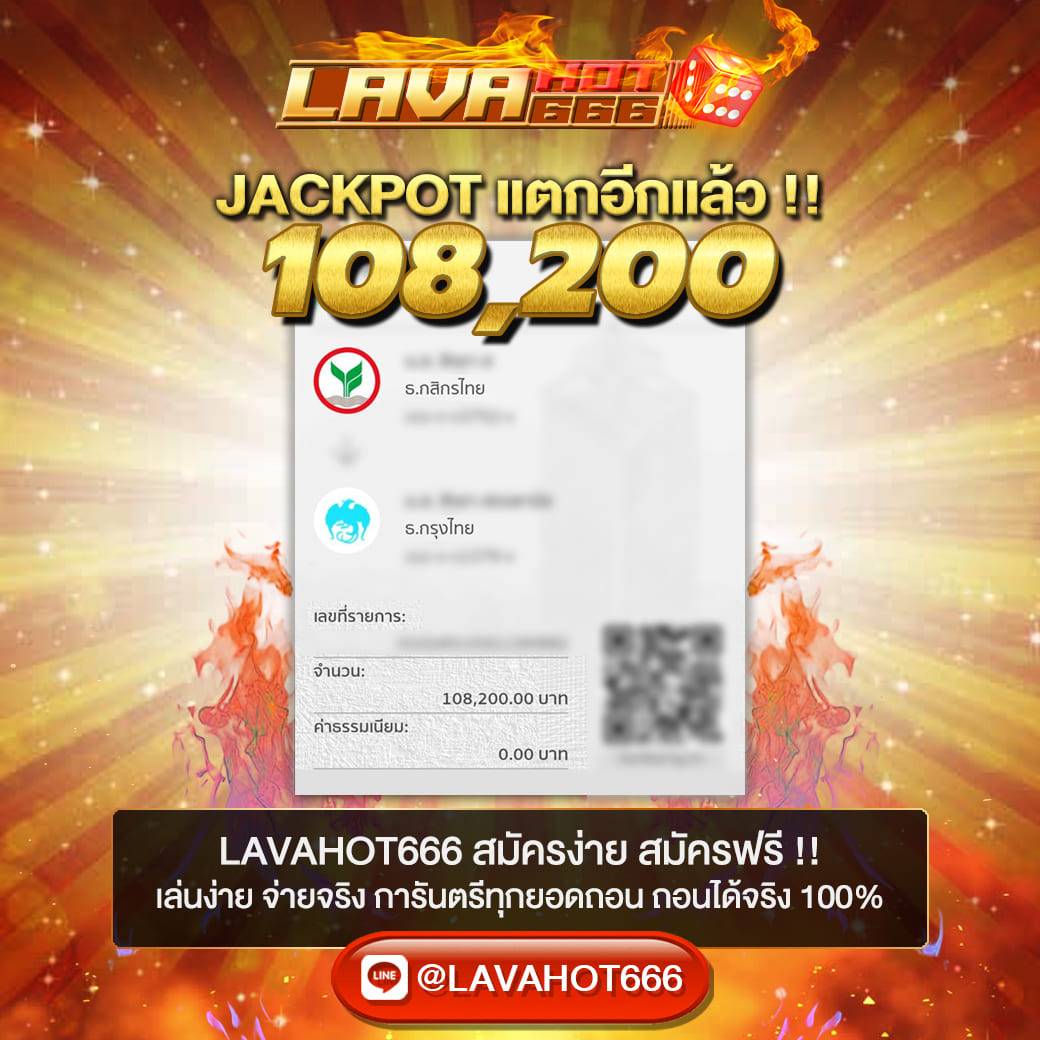 LAVA HOT 666
JACKPOT แตกอีกแล้ว !!
108,200
ธ.กสิกรไทย
ธ.กรุงไทย
เลขที่รายการ:
จำนวน:
108,200.00 บาท
ค่าธรรมเนียม:
0.00 บาท
LAVAHOT666 สมัครง่าย สมัครฟรี !!
เล่นง่าย จ่ายจริง การันตรีทุกยอดถอน ถอนได้จริง 100%
LINE @LAVAHOT666